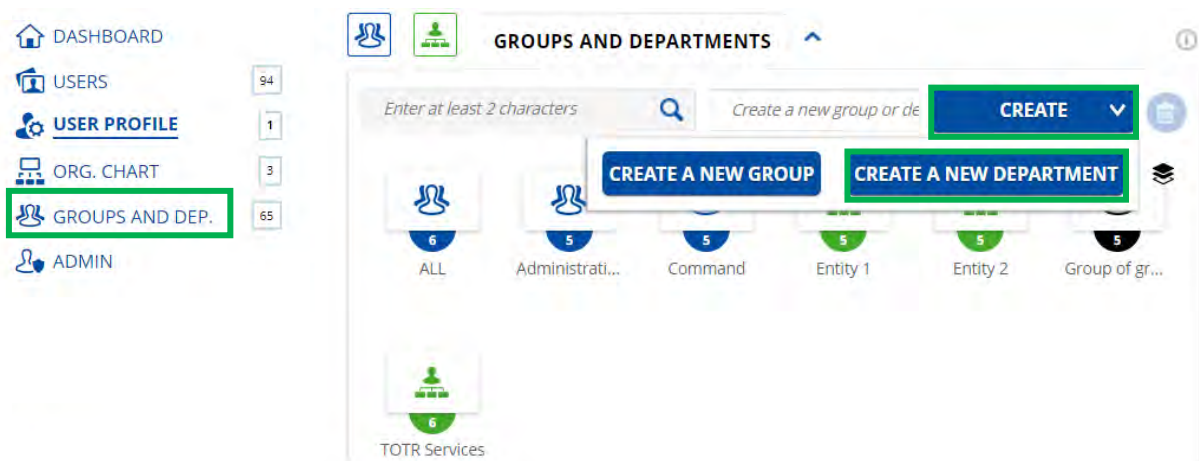 DASHBOARD
USERS 94
USER PROFILE 1
ORG. CHART 3
GROUPS AND DEP. 65
ADMIN
GROUPS AND DEPARTMENTS
Enter at least 2 characters
Create a new group or de
CREATE
CREATE A NEW GROUP
CREATE A NEW DEPARTMENT
6 5 5 5 5 5
ALL Administrati... Command Entity 1 Entity 2 Group of gr...
6
TOTR Services